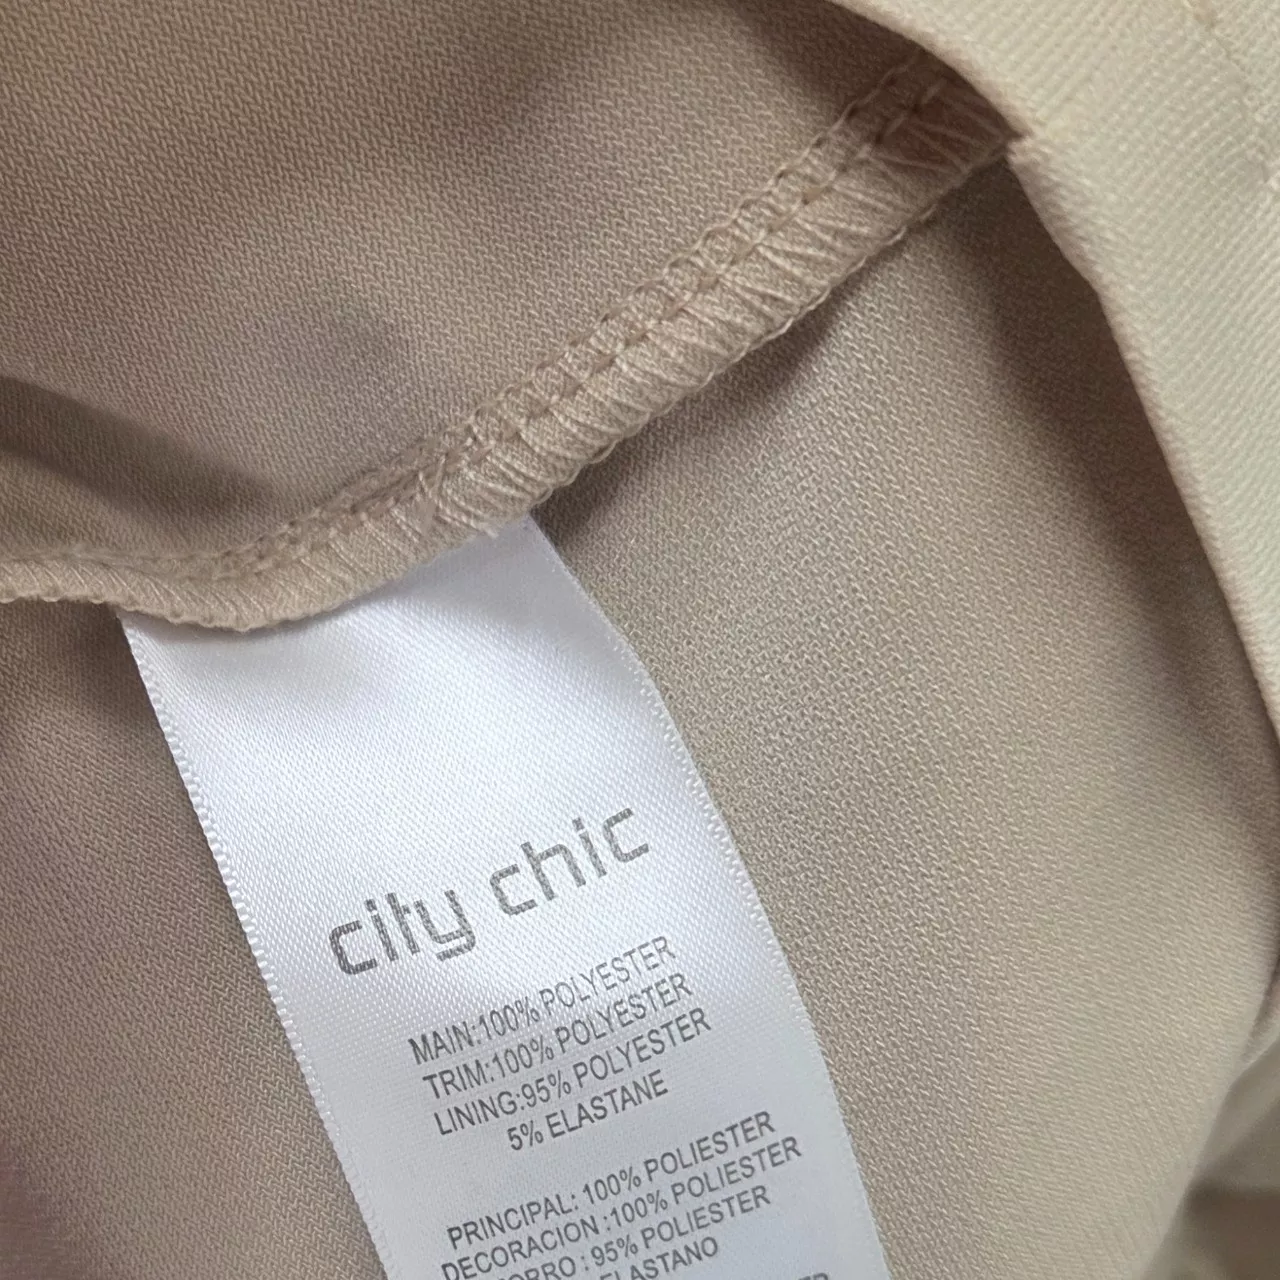 city chic
MAIN:100% POLYESTER
TRIM:100% POLYESTER
LINING:95% POLYESTER
5% ELASTANE
PRINCIPAL: 100% POLIESTER
DECORACION :100% POLIESTER
: 95% POLIESTER